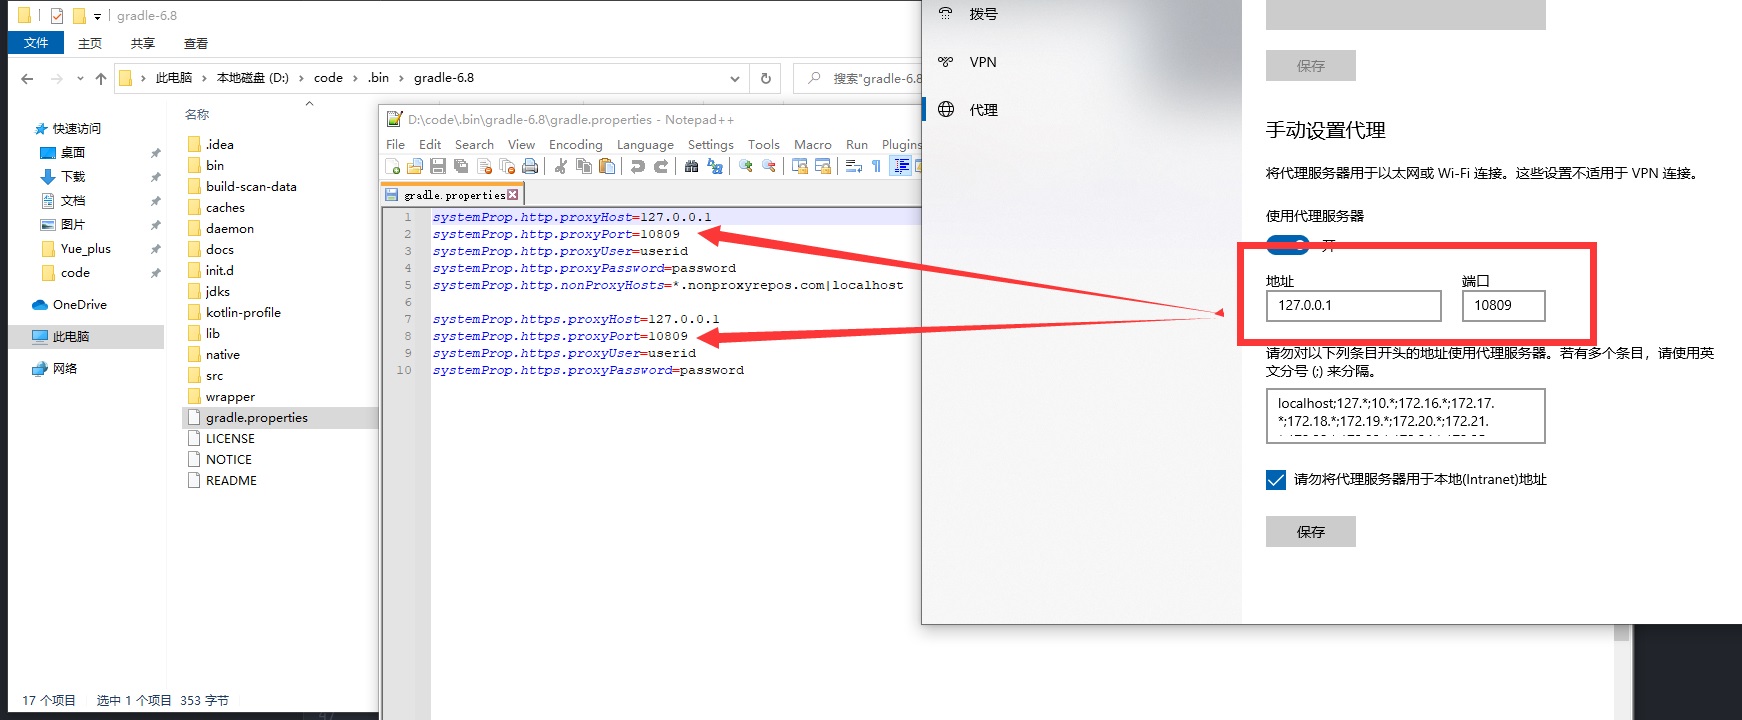 gradle-6.8
文件 主页 共享 查看
此电脑 本地磁盘 (D:) code .bin gradle-6.8
搜索"gradle-6.8
快速访问
桌面
下载
文档
图片
Yue_plus
code
OneDrive
此电脑
网络
名称
.idea
bin
build-scan-data
caches
daemon
docs
init.d
jdks
kotlin-profile
lib
native
src
wrapper
gradle.properties
LICENSE
NOTICE
README
17 个项目 选中 1 个项目 353 字节
D:\code\.bin\gradle-6.8\gradle.properties - Notepad++
File Edit Search View Encoding Language Settings Tools Macro Run Plugins
gradle.properties
1 systemProp.http.proxyHost=127.0.0.1
2 systemProp.http.proxyPort=10809
3 systemProp.http.proxyUser=userid
4 systemProp.http.proxyPassword=password
5 systemProp.http.nonProxyHosts=*.nonproxyrepos.com|localhost
6
7 systemProp.https.proxyHost=127.0.0.1
8 systemProp.https.proxyPort=10809
9 systemProp.https.proxyUser=userid
10 systemProp.https.proxyPassword=password
拨号
VPN
代理
保存
手动设置代理
将代理服务器用于以太网或 Wi-Fi 连接。这些设置不适用于 VPN 连接。
使用代理服务器
开
地址 端口
127.0.0.1 10809
请勿对以下列条目开头的地址使用代理服务器。若有多个条目，请使用英
文分号 (;) 来分隔。
localhost;127.*;10.*;172.16.*;172.17.
*;172.18.*;172.19.*;172.20.*;172.21.
请勿将代理服务器用于本地(Intranet)地址
保存